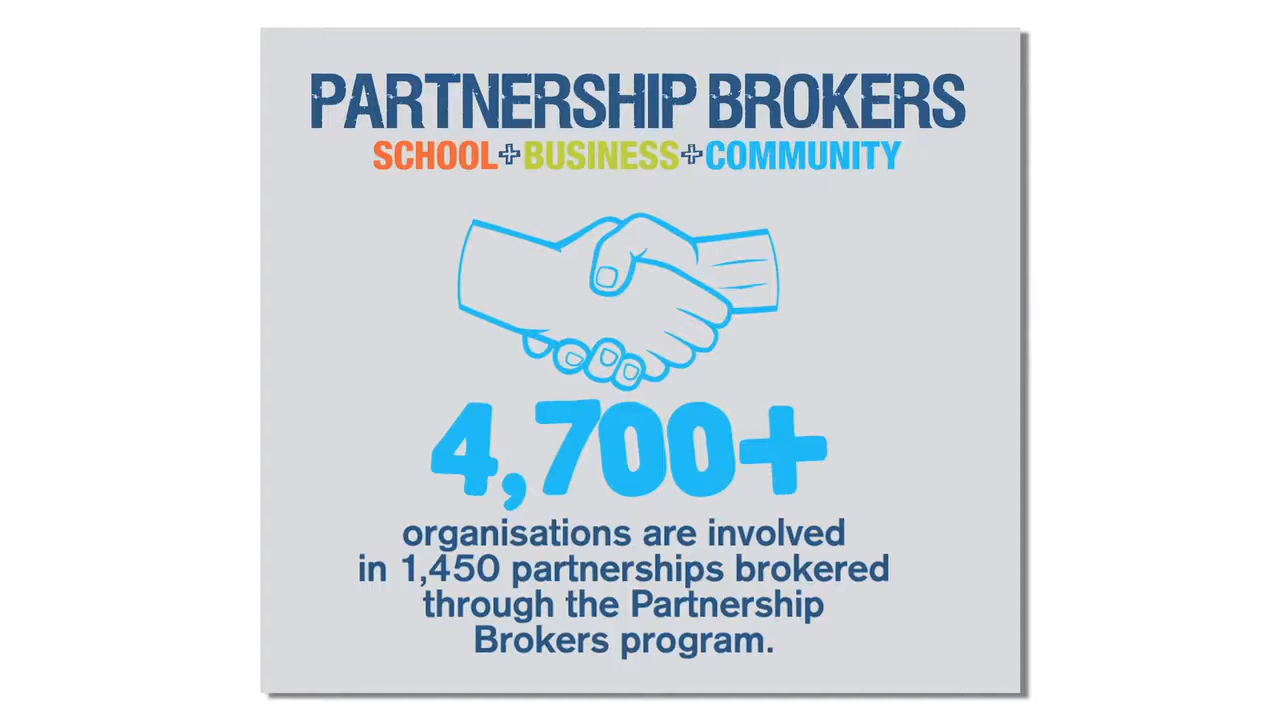 PARTNERSHIP BROKERS
SCHOOL+BUSINESS+COMMUNITY
4,700+
organisations are involved
in 1,450 partnerships brokered
through the Partnership
Brokers program.